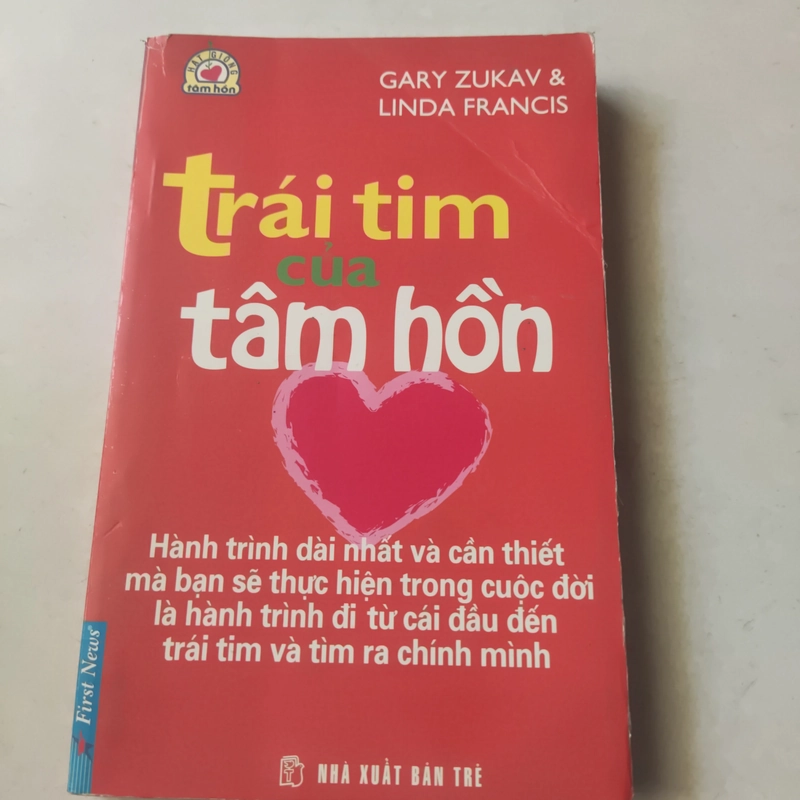 HẠT GIỐNG
tâm hồn
GARY ZUKAV &
LINDA FRANCIS
trái tim
của
tâm hồn
Hành trình dài nhất và cần thiết
mà bạn sẽ thực hiện trong cuộc đời
là hành trình đi từ cái đầu đến
trái tim và tìm ra chính mình
First News
NHÀ XUẤT BẢN TRẺ